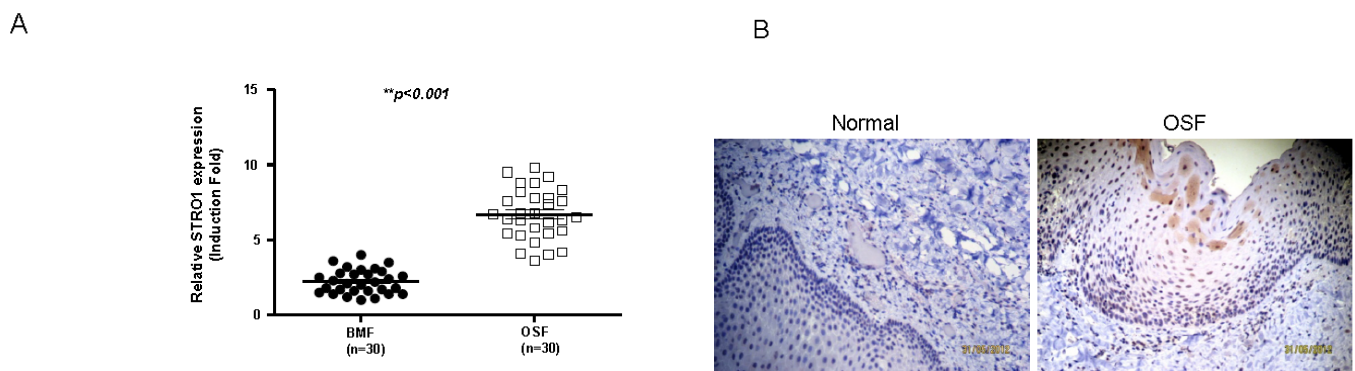 A
B
**p<0.001
15
10
5
0
Relative STRO1 expression
(Induction Fold)
BMF
(n=30)
OSF
(n=30)
Normal
OSF